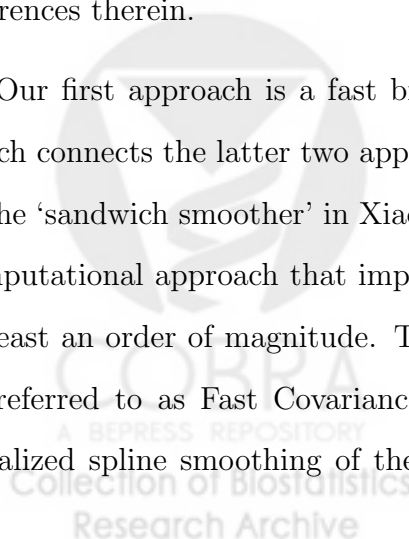 rences therein.
Our first approach is a fast b
ch connects the latter two app
he ‘sandwich smoother’ in Xiao
nputational approach that imp
east an order of magnitude. T
referred to as Fast Covarianc
alized spline smoothing of the
COBRA
A BEPRESS REPOSITORY
Collection of Biostatistics
Research Archive